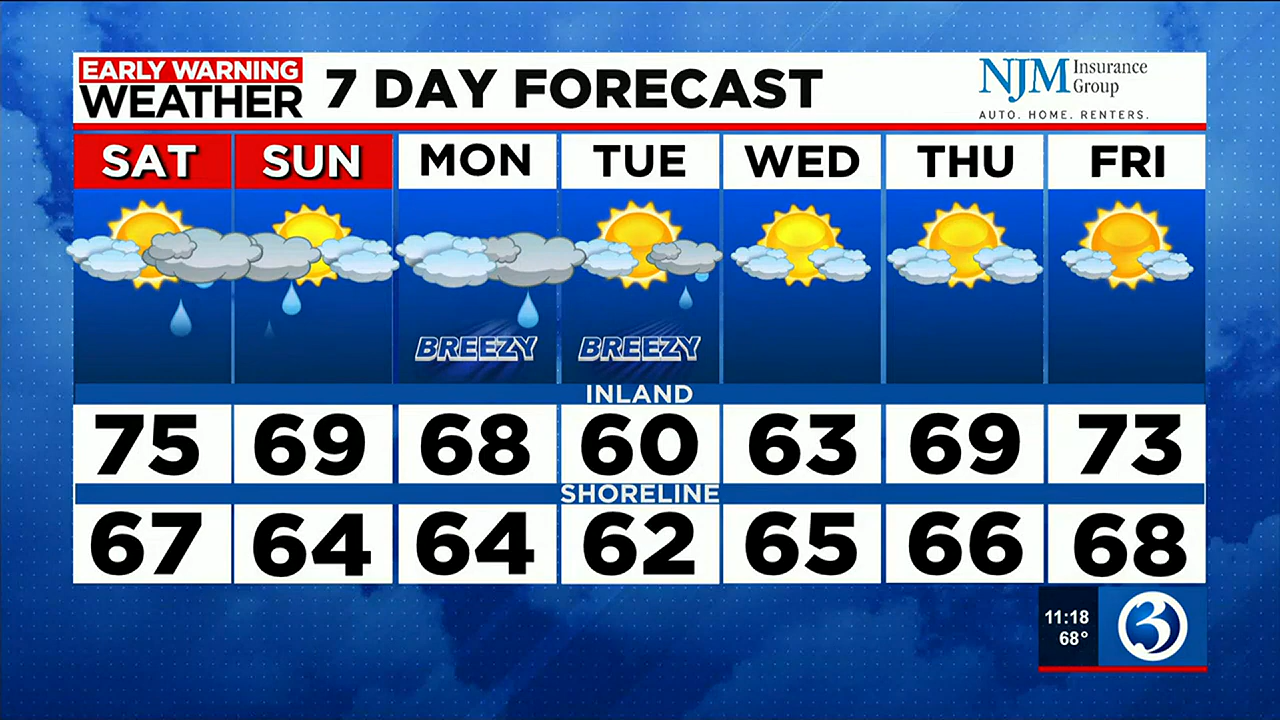 EARLY WARNING
WEATHER
7 DAY FORECAST
NJM Insurance
Group
AUTO. HOME. RENTERS.
SAT SUN MON TUE WED THU FRI
BREEZY BREEZY
INLAND
75 69 68 60 63 69 73
SHORELINE
67 64 64 62 65 66 68
11:18
68°
3